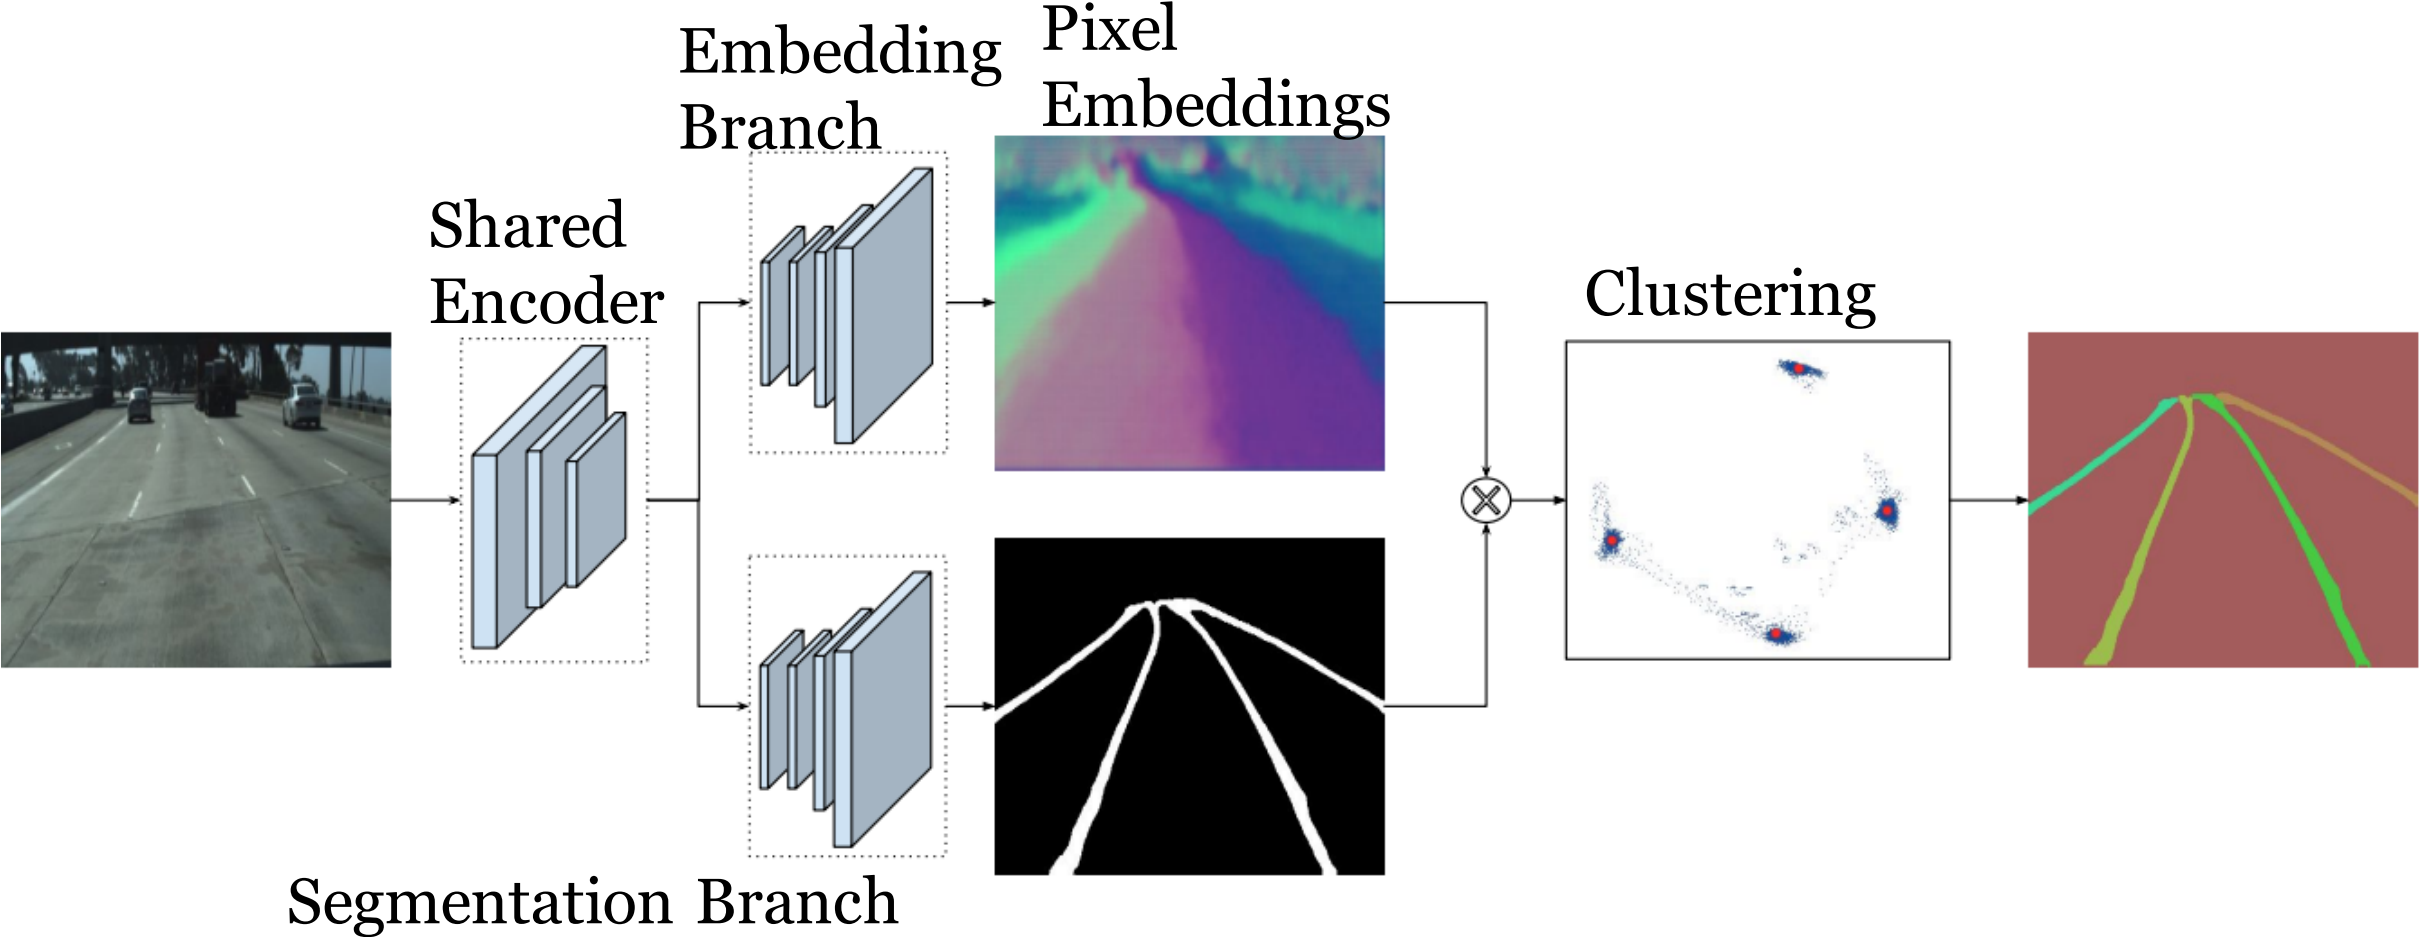 Embedding
Branch
Pixel
Embeddings
Shared
Encoder
Clustering
Segmentation Branch